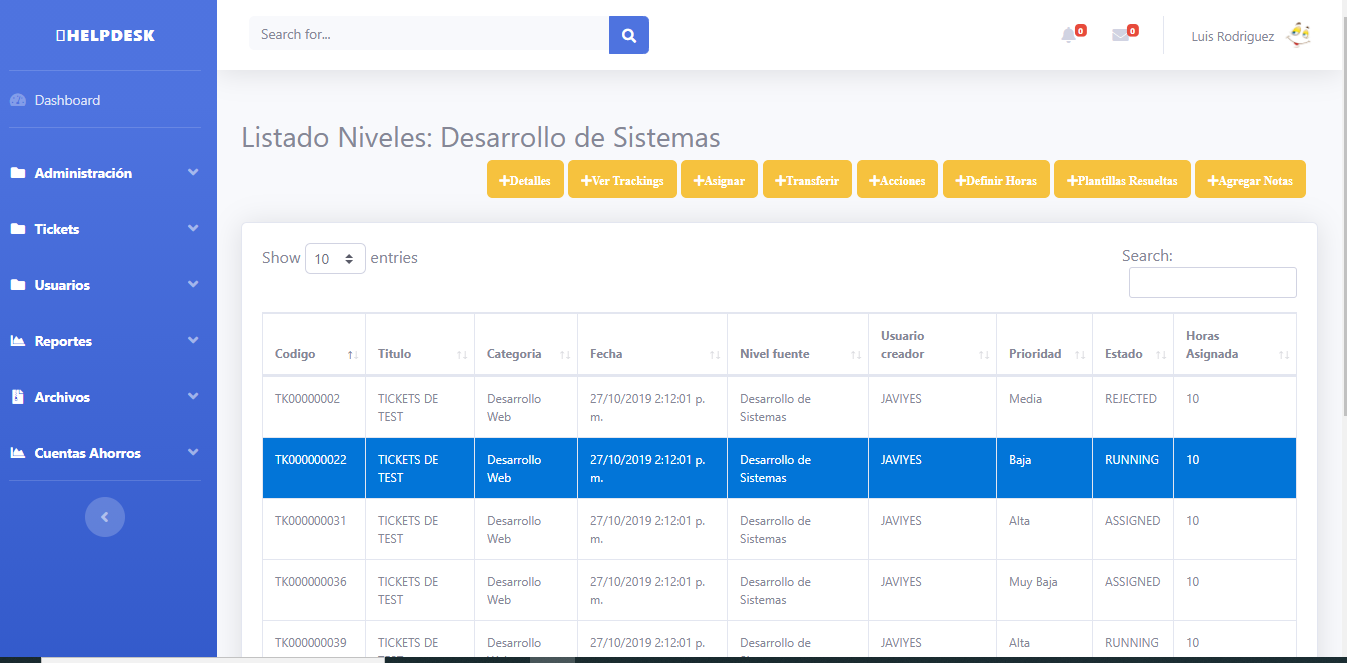 HELPDESK
Search for...
0
0
Luis Rodriguez
Dashboard
Administración
Tickets
Usuarios
Reportes
Archivos
Cuentas Ahorros
Listado Niveles: Desarrollo de Sistemas
+Detalles +Ver Trackings +Asignar +Transferir +Acciones +Definir Horas +Plantillas Resueltas +Agregar Notas
Show 10 entries
Search:
Codigo Titulo Categoria Fecha Nivel fuente Usuario creador Prioridad Estado Horas Asignada
TK00000002 TICKETS DE TEST Desarrollo Web 27/10/2019 2:12:01 p. m. Desarrollo de Sistemas JAVIYES Media REJECTED 10
TK000000022 TICKETS DE TEST Desarrollo Web 27/10/2019 2:12:01 p. m. Desarrollo de Sistemas JAVIYES Baja RUNNING 10
TK000000031 TICKETS DE TEST Desarrollo Web 27/10/2019 2:12:01 p. m. Desarrollo de Sistemas JAVIYES Alta ASSIGNED 10
TK000000036 TICKETS DE TEST Desarrollo Web 27/10/2019 2:12:01 p. m. Desarrollo de Sistemas JAVIYES Muy Baja ASSIGNED 10
TK000000039 TICKETS DE Desarrollo 27/10/2019 2:12:01 p. Desarrollo de JAVIYES Alta RUNNING 10